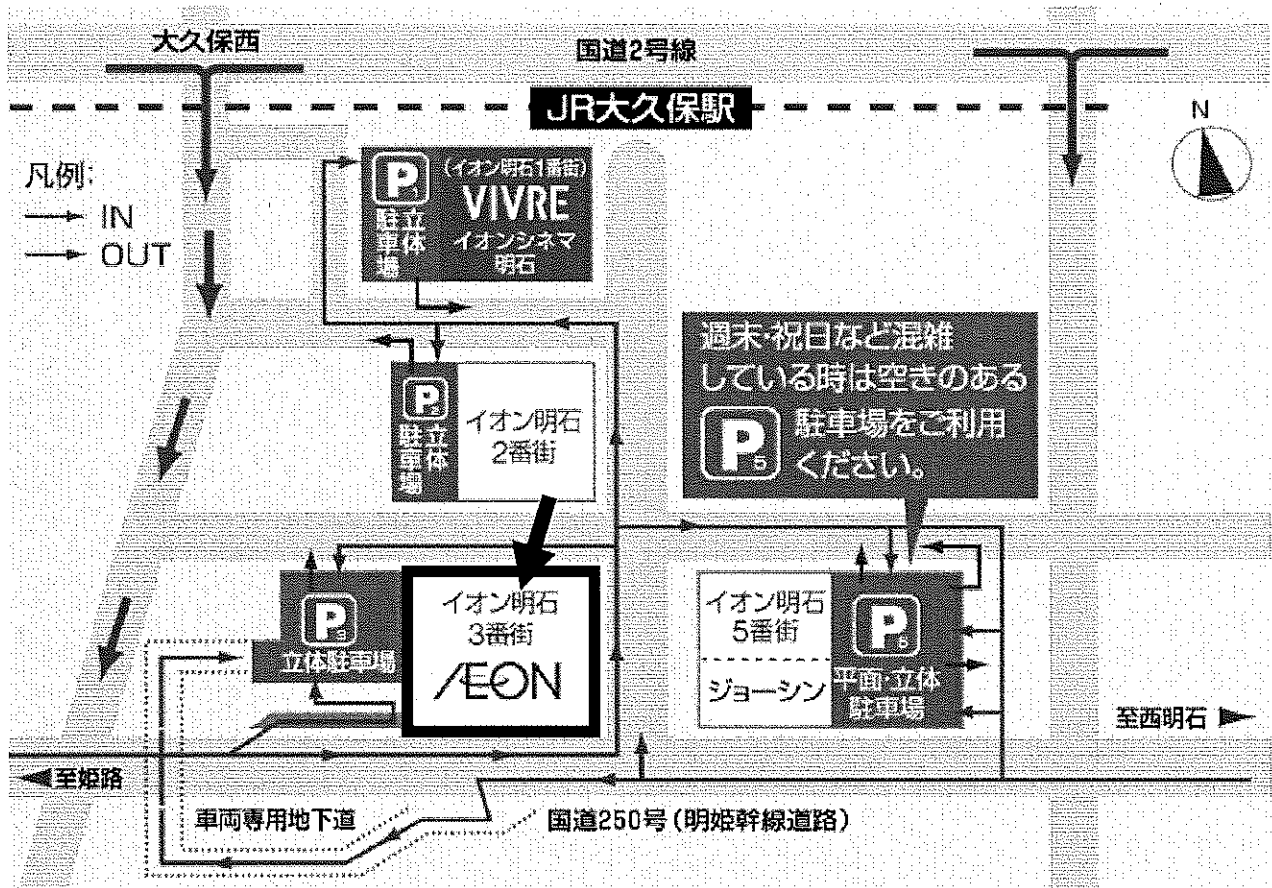 大久保西
国道2号線
JR大久保駅
N
凡例:
IN
OUT
P1
立体
駐車場
(イオン明石1番街)
VIVRE
イオンシネマ
明石
P2
立体
駐車場
イオン明石
2番街
週末・祝日など混雑
している時は空きのある
P5
駐車場をご利用
ください。
P3
立体駐車場
イオン明石
3番街
ÆON
イオン明石
5番街
ジョーシン
P5
平面・立体
駐車場
至西明石
至姫路
車両専用地下道
国道250号(明姫幹線道路)